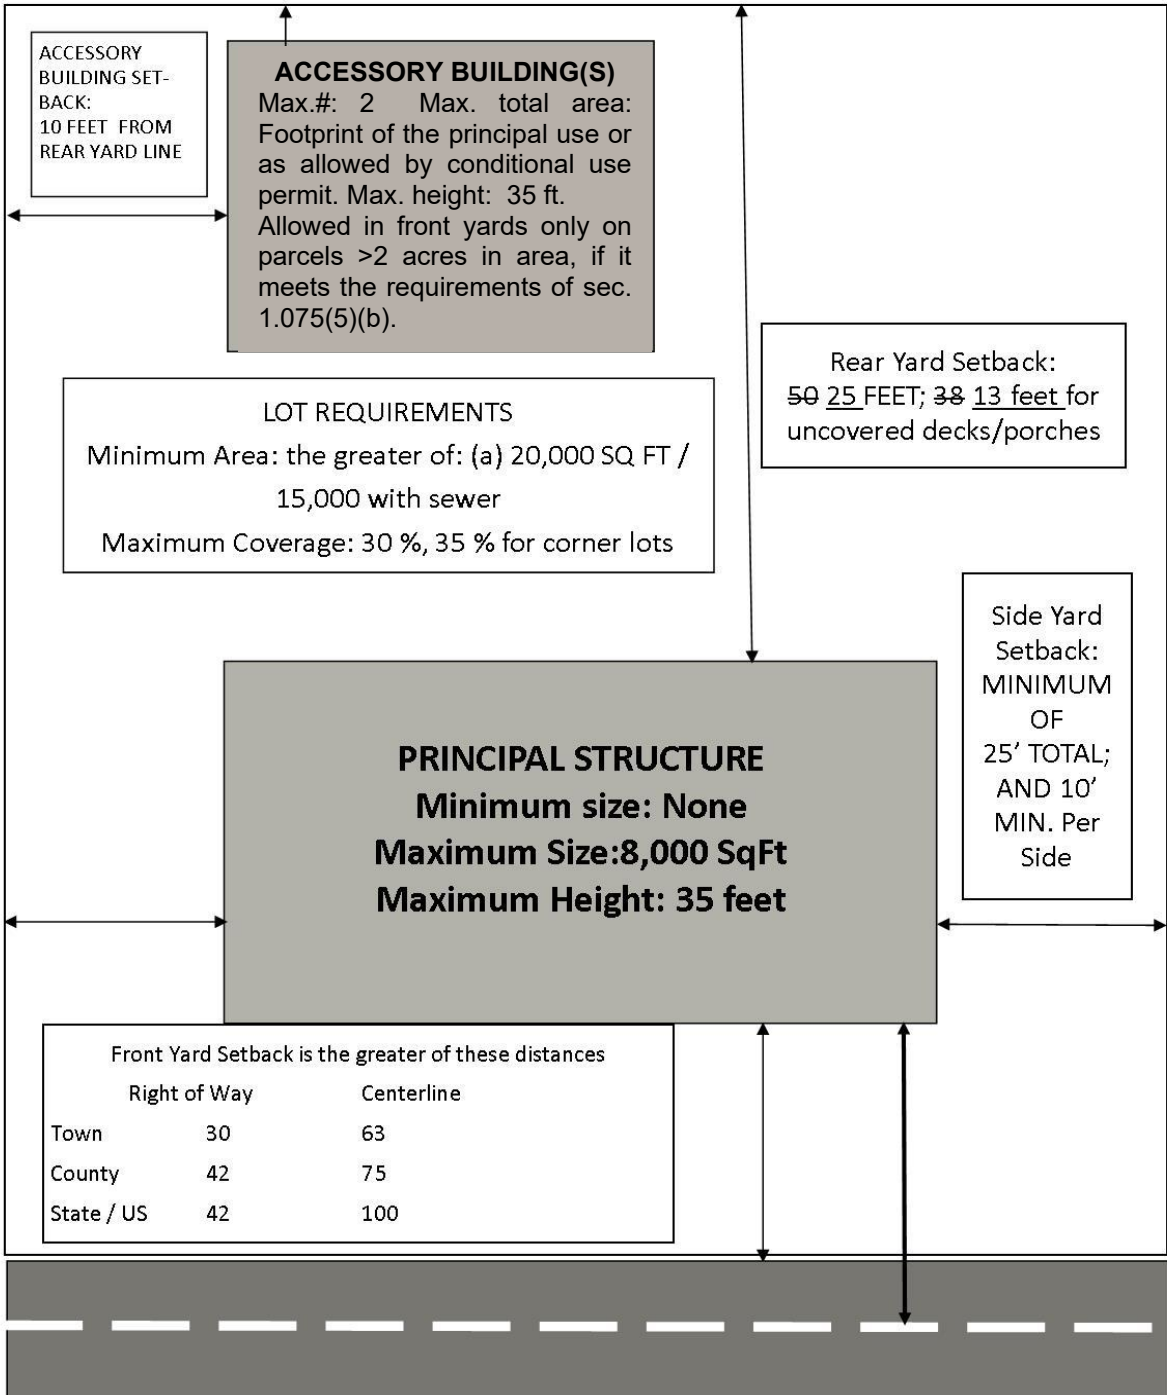 ACCESSORY
BUILDING SET-
BACK:
10 FEET FROM
REAR YARD LINE
ACCESSORY BUILDING(S)
Max.#: 2 Max. total area:
Footprint of the principal use or
as allowed by conditional use
permit. Max. height: 35 ft.
Allowed in front yards only on
parcels >2 acres in area, if it
meets the requirements of sec.
1.075(5)(b).
Rear Yard Setback:
50 25 FEET; 38 13 feet for
uncovered decks/porches
LOT REQUIREMENTS
Minimum Area: the greater of: (a) 20,000 SQ FT /
15,000 with sewer
Maximum Coverage: 30 %, 35 % for corner lots
Side Yard
Setback:
MINIMUM
OF
25’ TOTAL;
AND 10’
MIN. Per
Side
PRINCIPAL STRUCTURE
Minimum size: None
Maximum Size:8,000 SqFt
Maximum Height: 35 feet
Front Yard Setback is the greater of these distances
Right of Way Centerline
Town 30 63
County 42 75
State / US 42 100